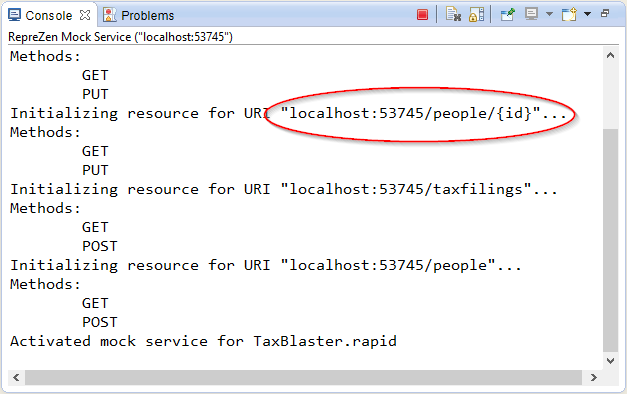 Console Problems
RepreZen Mock Service ("localhost:53745")
Methods:
GET
PUT
Initializing resource for URI "localhost:53745/people/{id}"...
Methods:
GET
PUT
Initializing resource for URI "localhost:53745/taxfilings"...
Methods:
GET
POST
Initializing resource for URI "localhost:53745/people"...
Methods:
GET
POST
Activated mock service for TaxBlaster.rapid